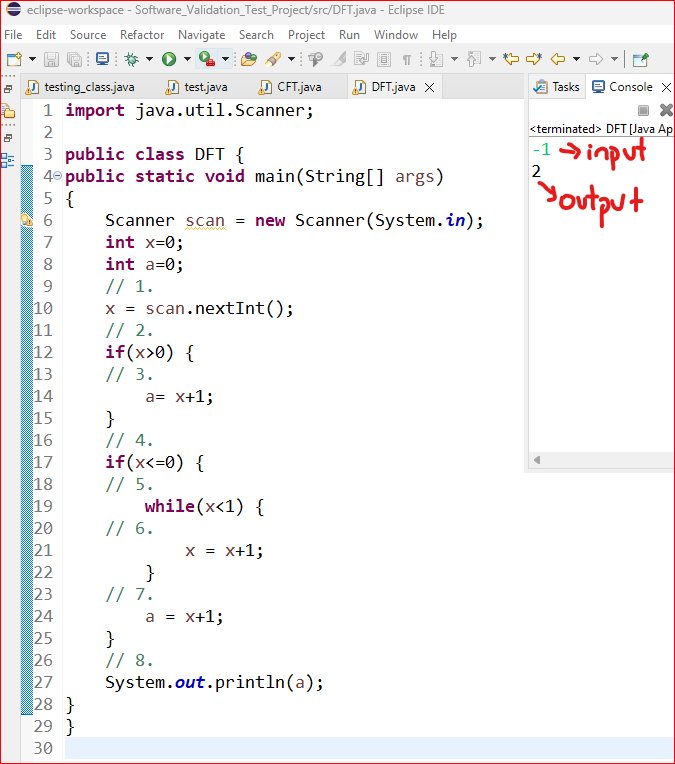 eclipse-workspace - Software_Validation_Test_Project/src/DFT.java - Eclipse IDE
File Edit Source Refactor Navigate Search Project Run Window Help
testing_class.java test.java CFT.java DFT.java
1 import java.util.Scanner;
2
3 public class DFT {
4 public static void main(String[] args)
5 {
6 Scanner scan = new Scanner(System.in);
7 int x=0;
8 int a=0;
9 // 1.
10 x = scan.nextInt();
11 // 2.
12 if(x>0) {
13 // 3.
14 a= x+1;
15 }
16 // 4.
17 if(x<=0) {
18 // 5.
19 while(x<1) {
20 // 6.
21 x = x+1;
22 }
23 // 7.
24 a = x+1;
25 }
26 // 8.
27 System.out.println(a);
28 }
29 }
30
Tasks Console
<terminated> DFT [Java Ap
-1 → input
2
→ output